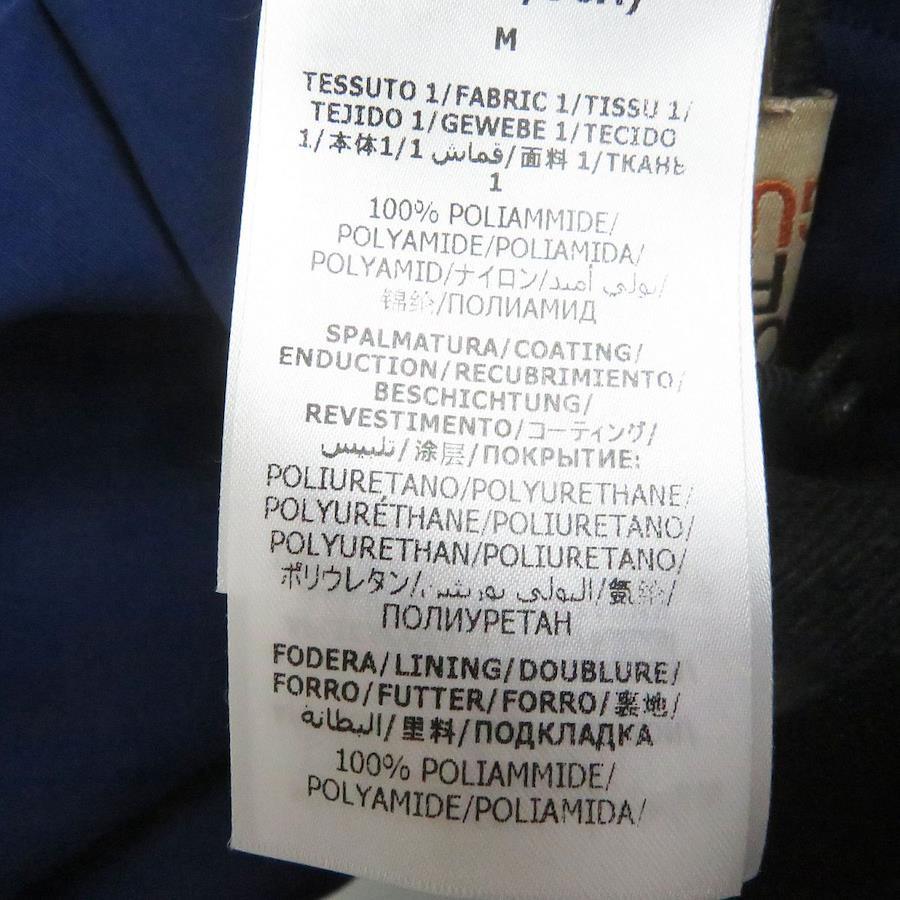 M
TESSUTO 1/FABRIC 1/TISSU 1/
TEJIDO 1/GEWEBE 1/TECIDO
1/本体1/1 قماش/面料 1/ТКАНЬ
1
100% POLIAMMIDE/
POLYAMIDE/POLIAMIDA/
POLYAMID/ナイロン/بولي أميد/
锦纶/ПОЛИАМИД
SPALMATURA/COATING/
ENDUCTION/RECUBRIMIENTO/
BESCHICHTUNG/
REVESTIMENTO/コーティング/
تلبيس/涂层/ПОКРЫТИЕ:
POLIURETANO/POLYURETHANE/
POLYURÉTHANE/POLIURETANO/
POLYURETHAN/POLIURETANO/
ポリウレタン/البولي يوريثين/氨纶/
ПОЛИУРЕТАН
FODERA/LINING/DOUBLURE/
FORRO/FUTTER/FORRO/裏地/
البطانة/里料/ПОДКЛАДКА
100% POLIAMMIDE/
POLYAMIDE/POLIAMIDA/